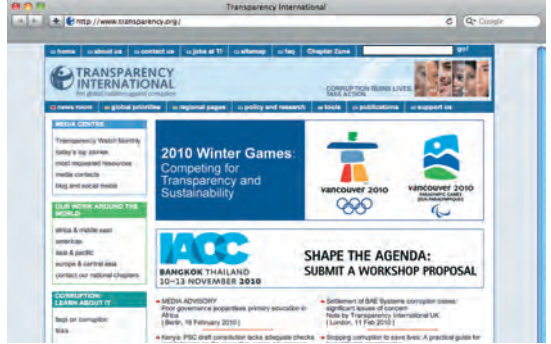 Transparency International
http://www.transparency.org/
Google
home about us contact us jobs at TI sitemap faq Chapter Zone go!
TRANSPARENCY
INTERNATIONAL
the global coalition against corruption
CORRUPTION RUINS LIVES
TAKE ACTION
news room global priorities regional pages policy and research tools publications support us
MEDIA CENTRE
Transparency Watch Monthly
today's top stories
most requested resources
media contacts
blog and social media
2010 Winter Games:
Competing for
Transparency and
Sustainability
vancouver 2010
vancouver 2010
PARALYMPIC GAMES
JEUX PARALYMPIQUES
OUR WORK AROUND THE
WORLD
africa & middle east
americas
asia & pacific
europe & central asia
contact our national chapters
IACC
BANGKOK THAILAND
10-13 NOVEMBER 2010
SHAPE THE AGENDA:
SUBMIT A WORKSHOP PROPOSAL
CORRUPTION:
LEARN ABOUT IT
faqs on corruption
MEDIA ADVISORY
Poor governance jeopardises primary education in
Africa
[ Berlin, 18 February 2010 ]
Settlement of BAE Systems corruption cases:
significant issues of concern
Note by Transparency International UK
[ London, 11 Feb 2010 ]
Kenya: PSC draft constitution lacks adequate checks
Stopping corruption to save lives: A practical guide for